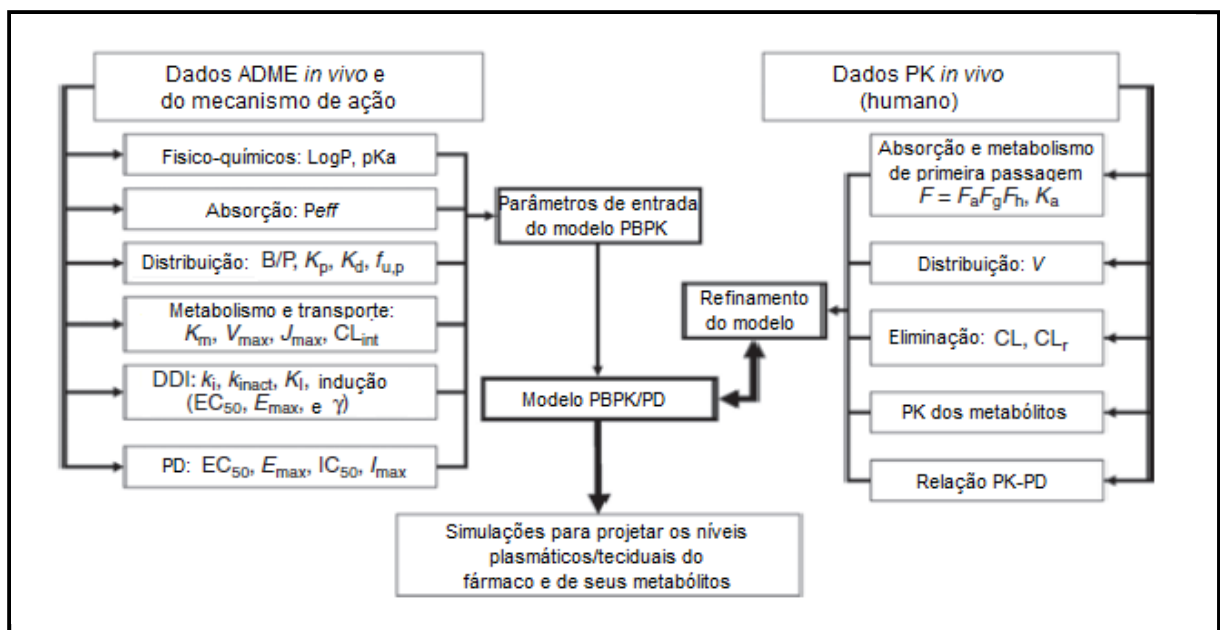 Dados ADME in vivo e
do mecanismo de ação
Fisico-químicos: LogP, pKa
Absorção: Peff
Distribuição: B/P, Kp, Kd, fu,p
Metabolismo e transporte:
Km, Vmax, Jmax, CLint
DDI: ki, kinact, KI, indução
(EC50, Emax, e γ)
PD: EC50, Emax, IC50, Imax
Parâmetros de entrada
do modelo PBPK
Modelo PBPK/PD
Simulações para projetar os níveis
plasmáticos/teciduais do
fármaco e de seus metabólitos
Refinamento
do modelo
Dados PK in vivo
(humano)
Absorção e metabolismo
de primeira passagem
F = FaFgFh, Ka
Distribuição: V
Eliminação: CL, CLr
PK dos metabólitos
Relação PK-PD